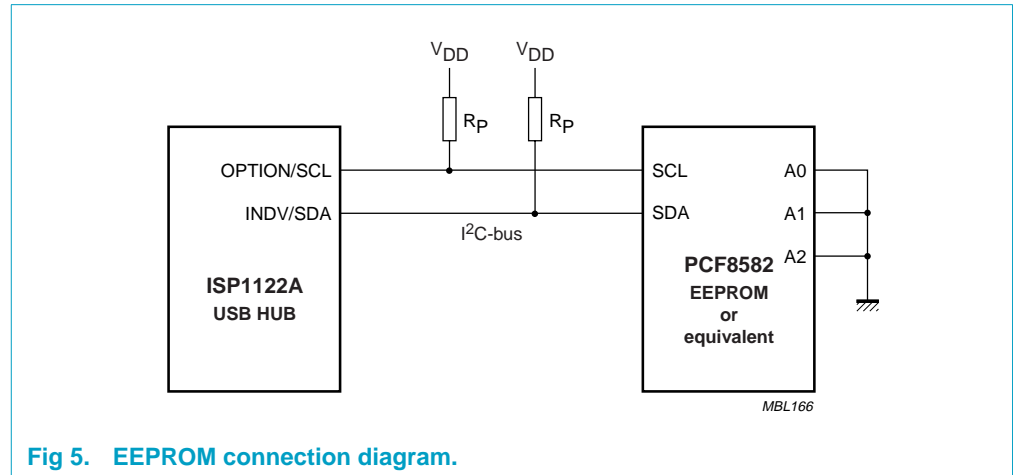 VDD VDD
RP RP
OPTION/SCL SCL A0
INDV/SDA SDA A1
I2C-bus
A2
PCF8582
ISP1122A EEPROM
USB HUB or
equivalent
MBL166
Fig 5. EEPROM connection diagram.